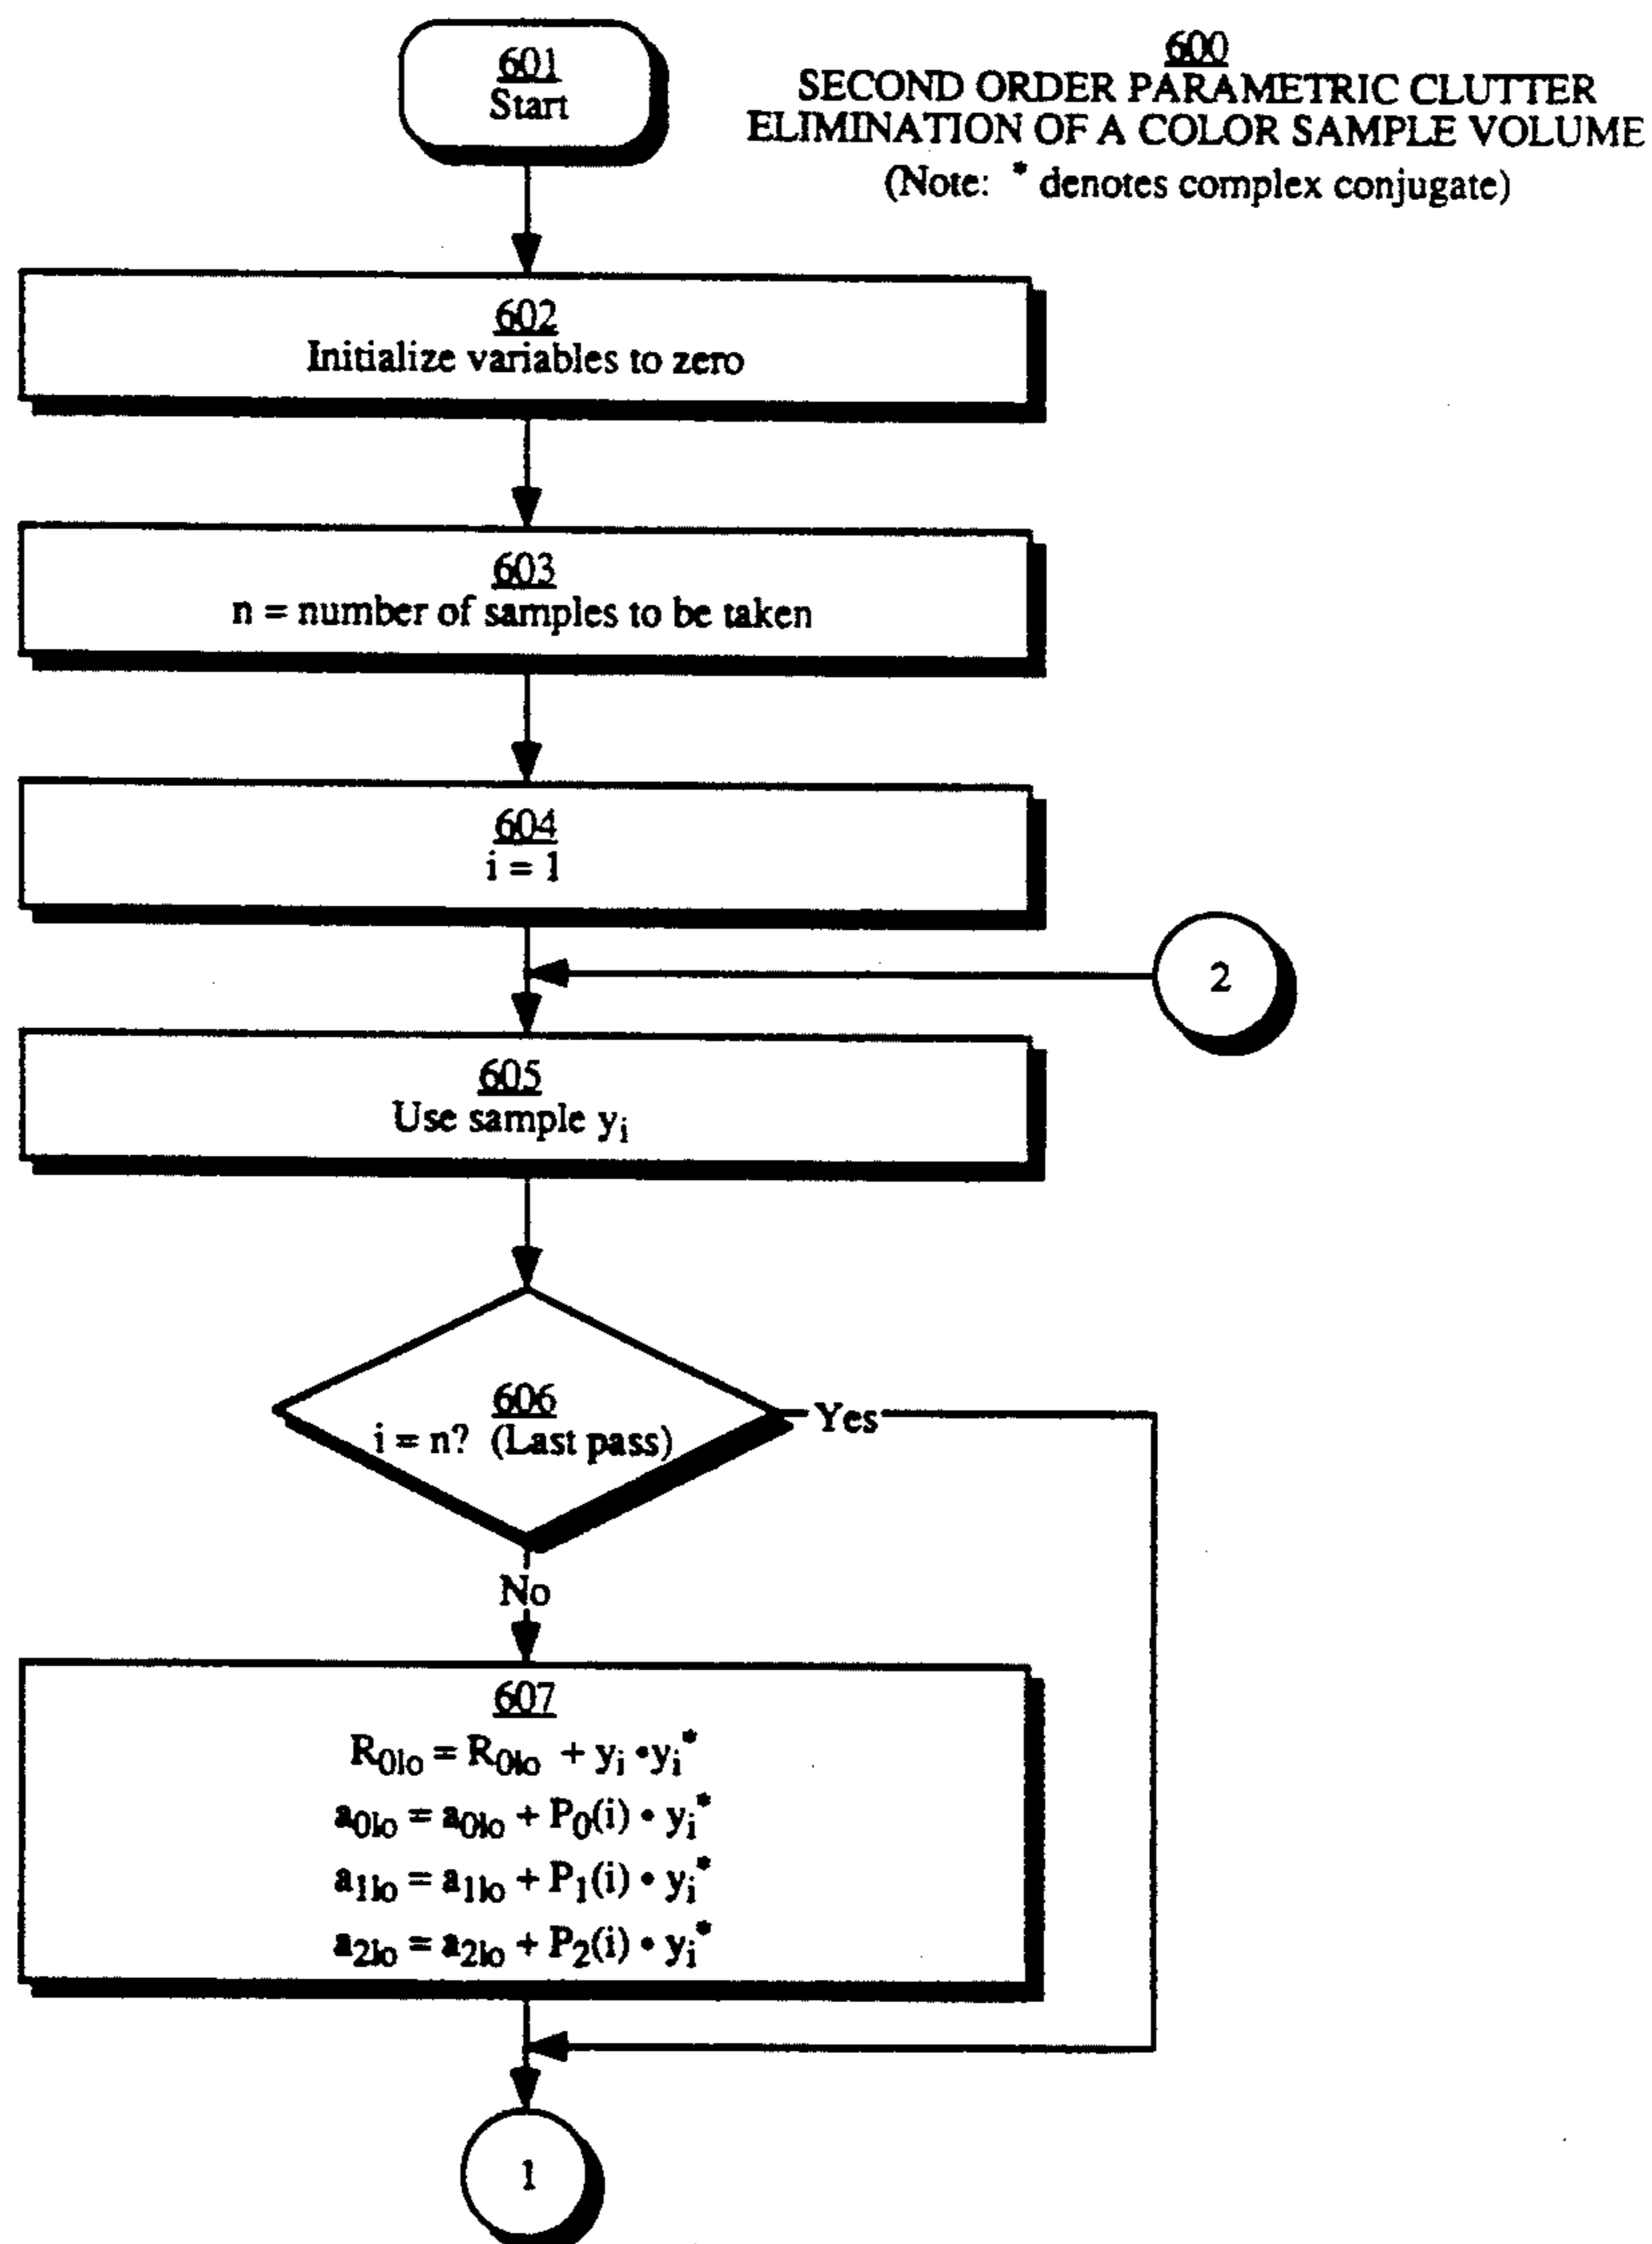 601
Start
600
SECOND ORDER PARAMETRIC CLUTTER
ELIMINATION OF A COLOR SAMPLE VOLUME
(Note: * denotes complex conjugate)
602
Initialize variables to zero
603
n = number of samples to be taken
604
i = 1
2
605
Use sample yᵢ
606
i = n? (Last pass)
Yes
No
607
R₀lo = R₀lo + yᵢ •yᵢ*
a₀lo = a₀lo + P₀(i) • yᵢ*
a₁lo = a₁lo + P₁(i) • yᵢ*
a₂lo = a₂lo + P₂(i) • yᵢ*
1